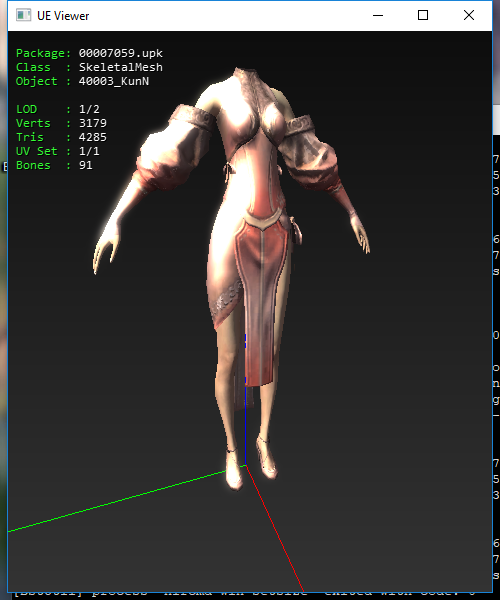 UE Viewer
Package: 00007059.upk
Class : SkeletalMesh
Object : 40003_KunN
LOD : 1/2
Verts : 3179
Tris : 4285
UV Set : 1/1
Bones : 91